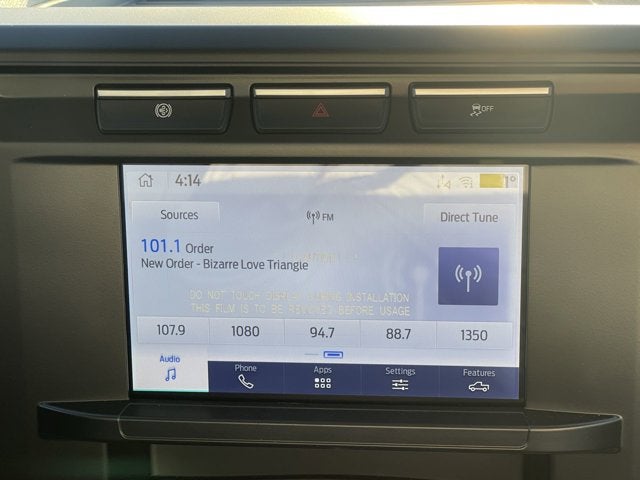 OFF
4:14
Sources
FM
Direct Tune
101.1 Order
New Order - Bizarre Love Triangle
DO NOT TOUCH DISPLAY DURING INSTALLATION
THIS FILM IS TO BE REMOVED BEFORE USAGE
107.9 1080 94.7 88.7 1350
Audio Phone Apps Settings Features